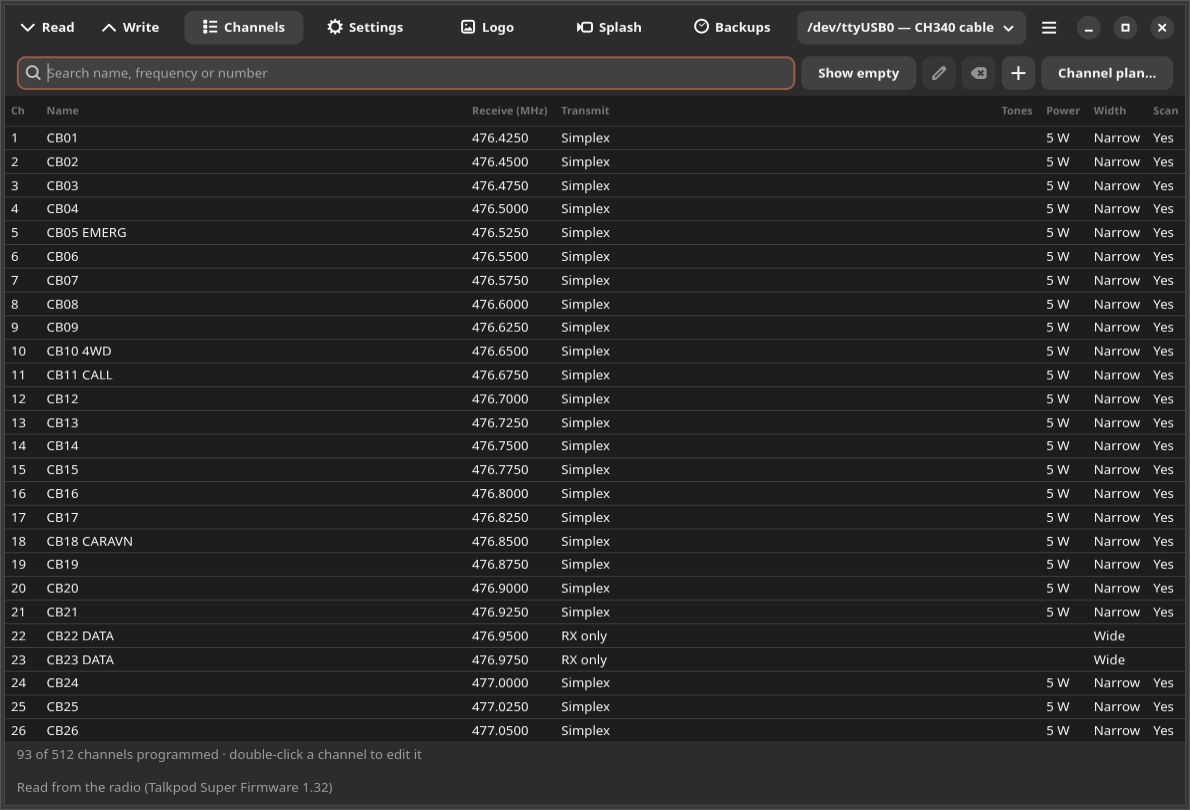 Read Write Channels Settings Logo Splash Backups /dev/ttyUSB0 — CH340 cable
Search name, frequency or number Show empty Channel plan...
Ch Name Receive (MHz) Transmit Tones Power Width Scan
1 CB01 476.4250 Simplex 5 W Narrow Yes
2 CB02 476.4500 Simplex 5 W Narrow Yes
3 CB03 476.4750 Simplex 5 W Narrow Yes
4 CB04 476.5000 Simplex 5 W Narrow Yes
5 CB05 EMERG 476.5250 Simplex 5 W Narrow Yes
6 CB06 476.5500 Simplex 5 W Narrow Yes
7 CB07 476.5750 Simplex 5 W Narrow Yes
8 CB08 476.6000 Simplex 5 W Narrow Yes
9 CB09 476.6250 Simplex 5 W Narrow Yes
10 CB10 4WD 476.6500 Simplex 5 W Narrow Yes
11 CB11 CALL 476.6750 Simplex 5 W Narrow Yes
12 CB12 476.7000 Simplex 5 W Narrow Yes
13 CB13 476.7250 Simplex 5 W Narrow Yes
14 CB14 476.7500 Simplex 5 W Narrow Yes
15 CB15 476.7750 Simplex 5 W Narrow Yes
16 CB16 476.8000 Simplex 5 W Narrow Yes
17 CB17 476.8250 Simplex 5 W Narrow Yes
18 CB18 CARAVN 476.8500 Simplex 5 W Narrow Yes
19 CB19 476.8750 Simplex 5 W Narrow Yes
20 CB20 476.9000 Simplex 5 W Narrow Yes
21 CB21 476.9250 Simplex 5 W Narrow Yes
22 CB22 DATA 476.9500 RX only Wide
23 CB23 DATA 476.9750 RX only Wide
24 CB24 477.0000 Simplex 5 W Narrow Yes
25 CB25 477.0250 Simplex 5 W Narrow Yes
26 CB26 477.0500 Simplex 5 W Narrow Yes
93 of 512 channels programmed · double-click a channel to edit it
Read from the radio (Talkpod Super Firmware 1.32)